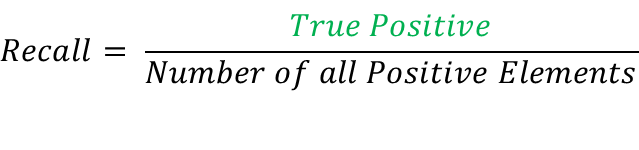 Recall = True Positive
Number of all Positive Elements